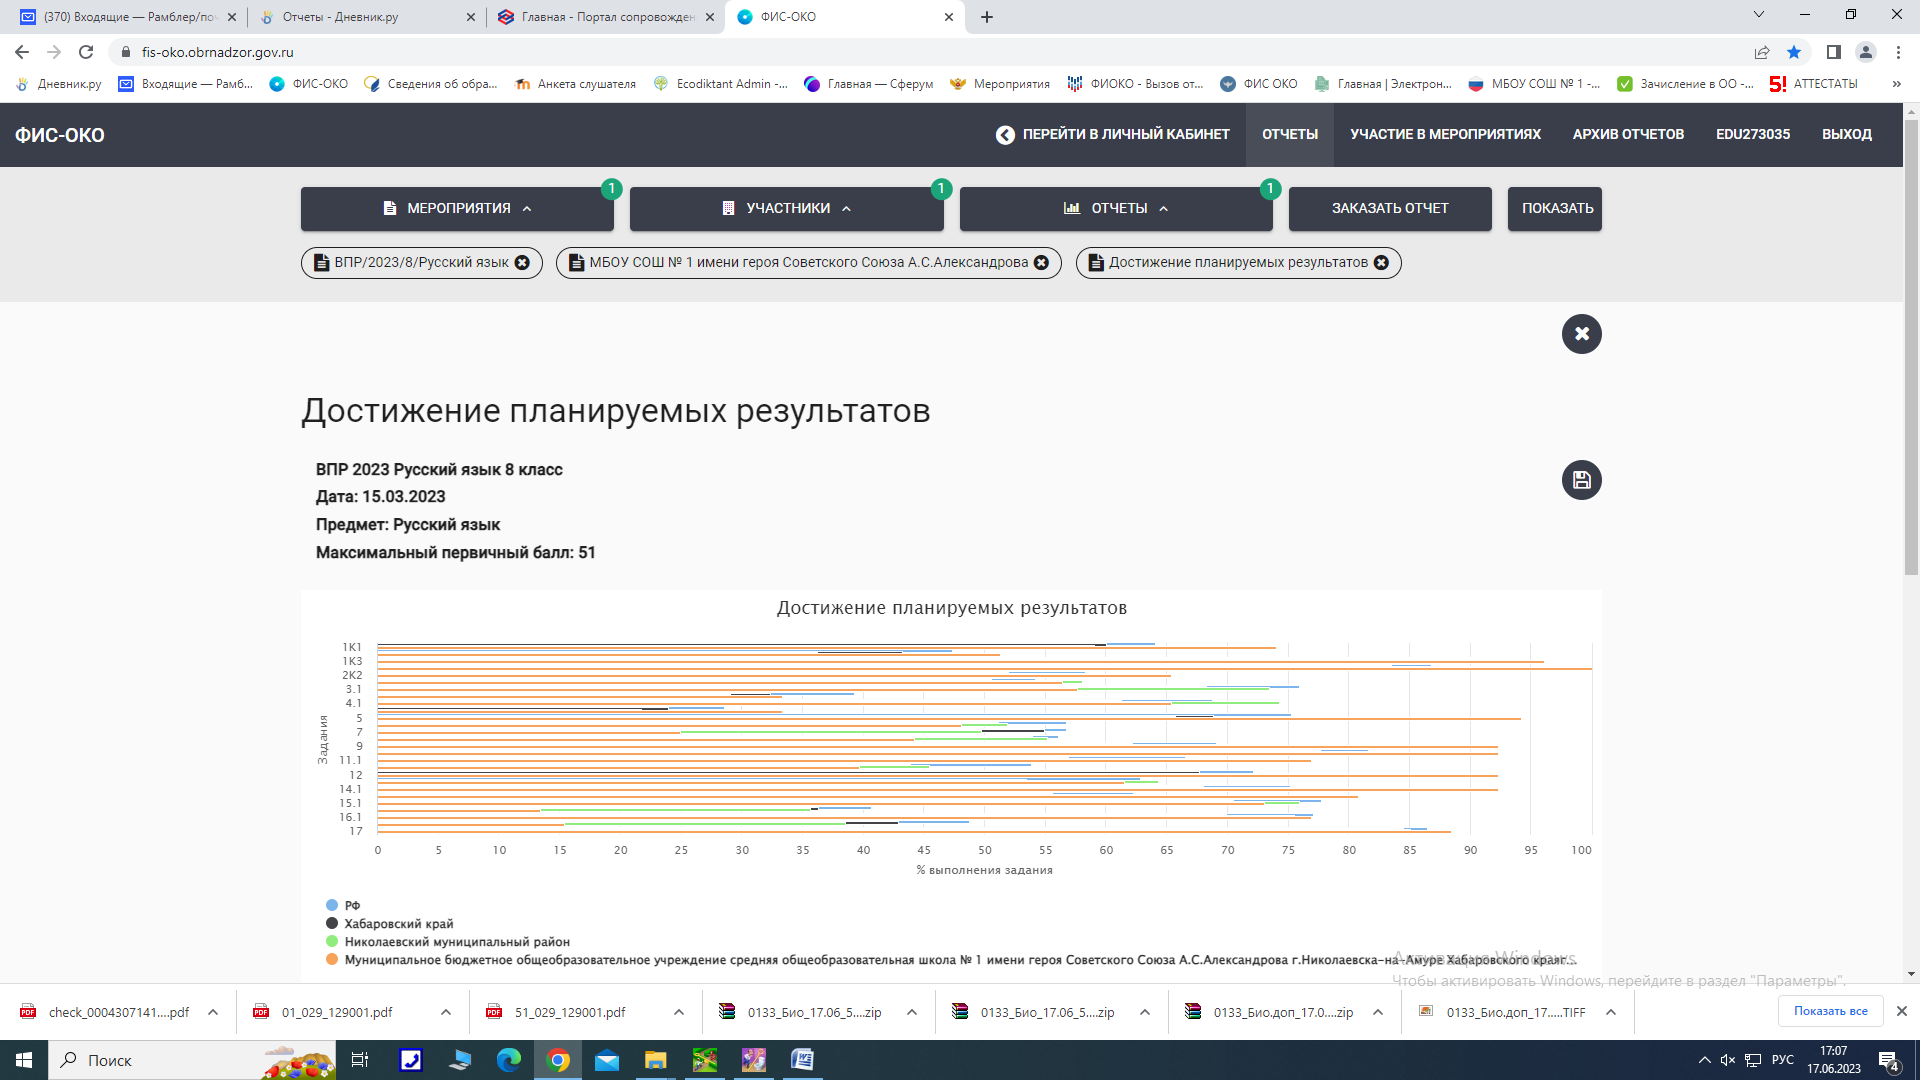 (370) Входящие — Рамблер/поч
Отчеты - Дневник.ру
Главная - Портал сопровожден
ФИС-ОКО
fis-oko.obrnadzor.gov.ru
Дневник.ру
Входящие — Рамб...
ФИС-ОКО
Сведения об обра...
Анкета слушателя
Ecodiktant Admin -...
Главная — Сферум
Мероприятия
ФИОКО - Вызов от...
ФИС ОКО
Главная | Электрон...
МБОУ СОШ № 1 -...
Зачисление в ОО -...
5! АТТЕСТАТЫ
»
ФИС-ОКО
ПЕРЕЙТИ В ЛИЧНЫЙ КАБИНЕТ
ОТЧЕТЫ
УЧАСТИЕ В МЕРОПРИЯТИЯХ
АРХИВ ОТЧЕТОВ
EDU273035
ВЫХОД
МЕРОПРИЯТИЯ 1
УЧАСТНИКИ 1
ОТЧЕТЫ 1
ЗАКАЗАТЬ ОТЧЕТ
ПОКАЗАТЬ
ВПР/2023/8/Русский язык
МБОУ СОШ № 1 имени героя Советского Союза А.С.Александрова
Достижение планируемых результатов
Достижение планируемых результатов
ВПР 2023 Русский язык 8 класс
Дата: 15.03.2023
Предмет: Русский язык
Максимальный первичный балл: 51
Достижение планируемых результатов
Задания
1K1
1K3
2K2
3.1
4.1
5
7
9
11.1
12
14.1
15.1
16.1
17
0 5 10 15 20 25 30 35 40 45 50 55 60 65 70 75 80 85 90 95 100
% выполнения задания
РФ
Хабаровский край
Николаевский муниципальный район
Муниципальное бюджетное общеобразовательное учреждение средняя общеобразовательная школа № 1 имени героя Советского Союза А.С.Александрова г.Николаевска-на-Амуре Хабаровского краяг...
Активация Windows
Чтобы активировать Windows, перейдите в раздел "Параметры".
check_0004307141....pdf
01_029_129001.pdf
51_029_129001.pdf
0133_Био_17.06_5....zip
0133_Био_17.06_5....zip
0133_Био.доп_17.0....zip
0133_Био.доп_17.....TIFF
Показать все
Поиск
РУС
17:07
17.06.2023
4